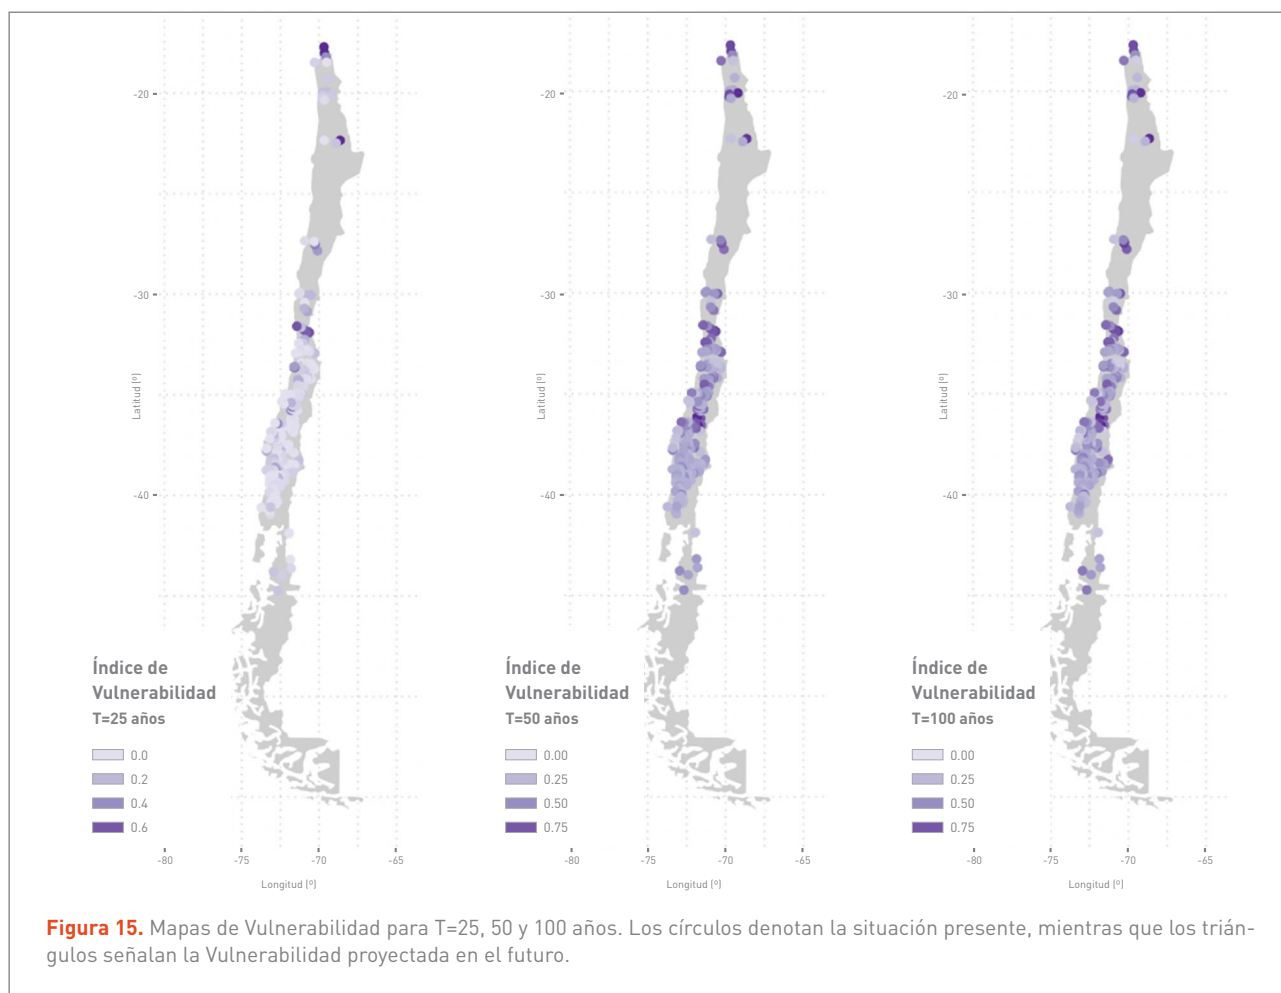 -20
-30
-40
Latitud (º)
Índice de
Vulnerabilidad
T=25 años
0.0
0.2
0.4
0.6
-80
-75
-70
-65
Longitud (º)
-20
-30
-40
Latitud (º)
Índice de
Vulnerabilidad
T=50 años
0.00
0.25
0.50
0.75
-80
-75
-70
-65
Longitud (º)
-20
-30
-40
Latitud (º)
Índice de
Vulnerabilidad
T=100 años
0.00
0.25
0.50
0.75
-80
-75
-70
-65
Longitud (º)
Figura 15. Mapas de Vulnerabilidad para T=25, 50 y 100 años. Los círculos denotan la situación presente, mientras que los trián-
gulos señalan la Vulnerabilidad proyectada en el futuro.